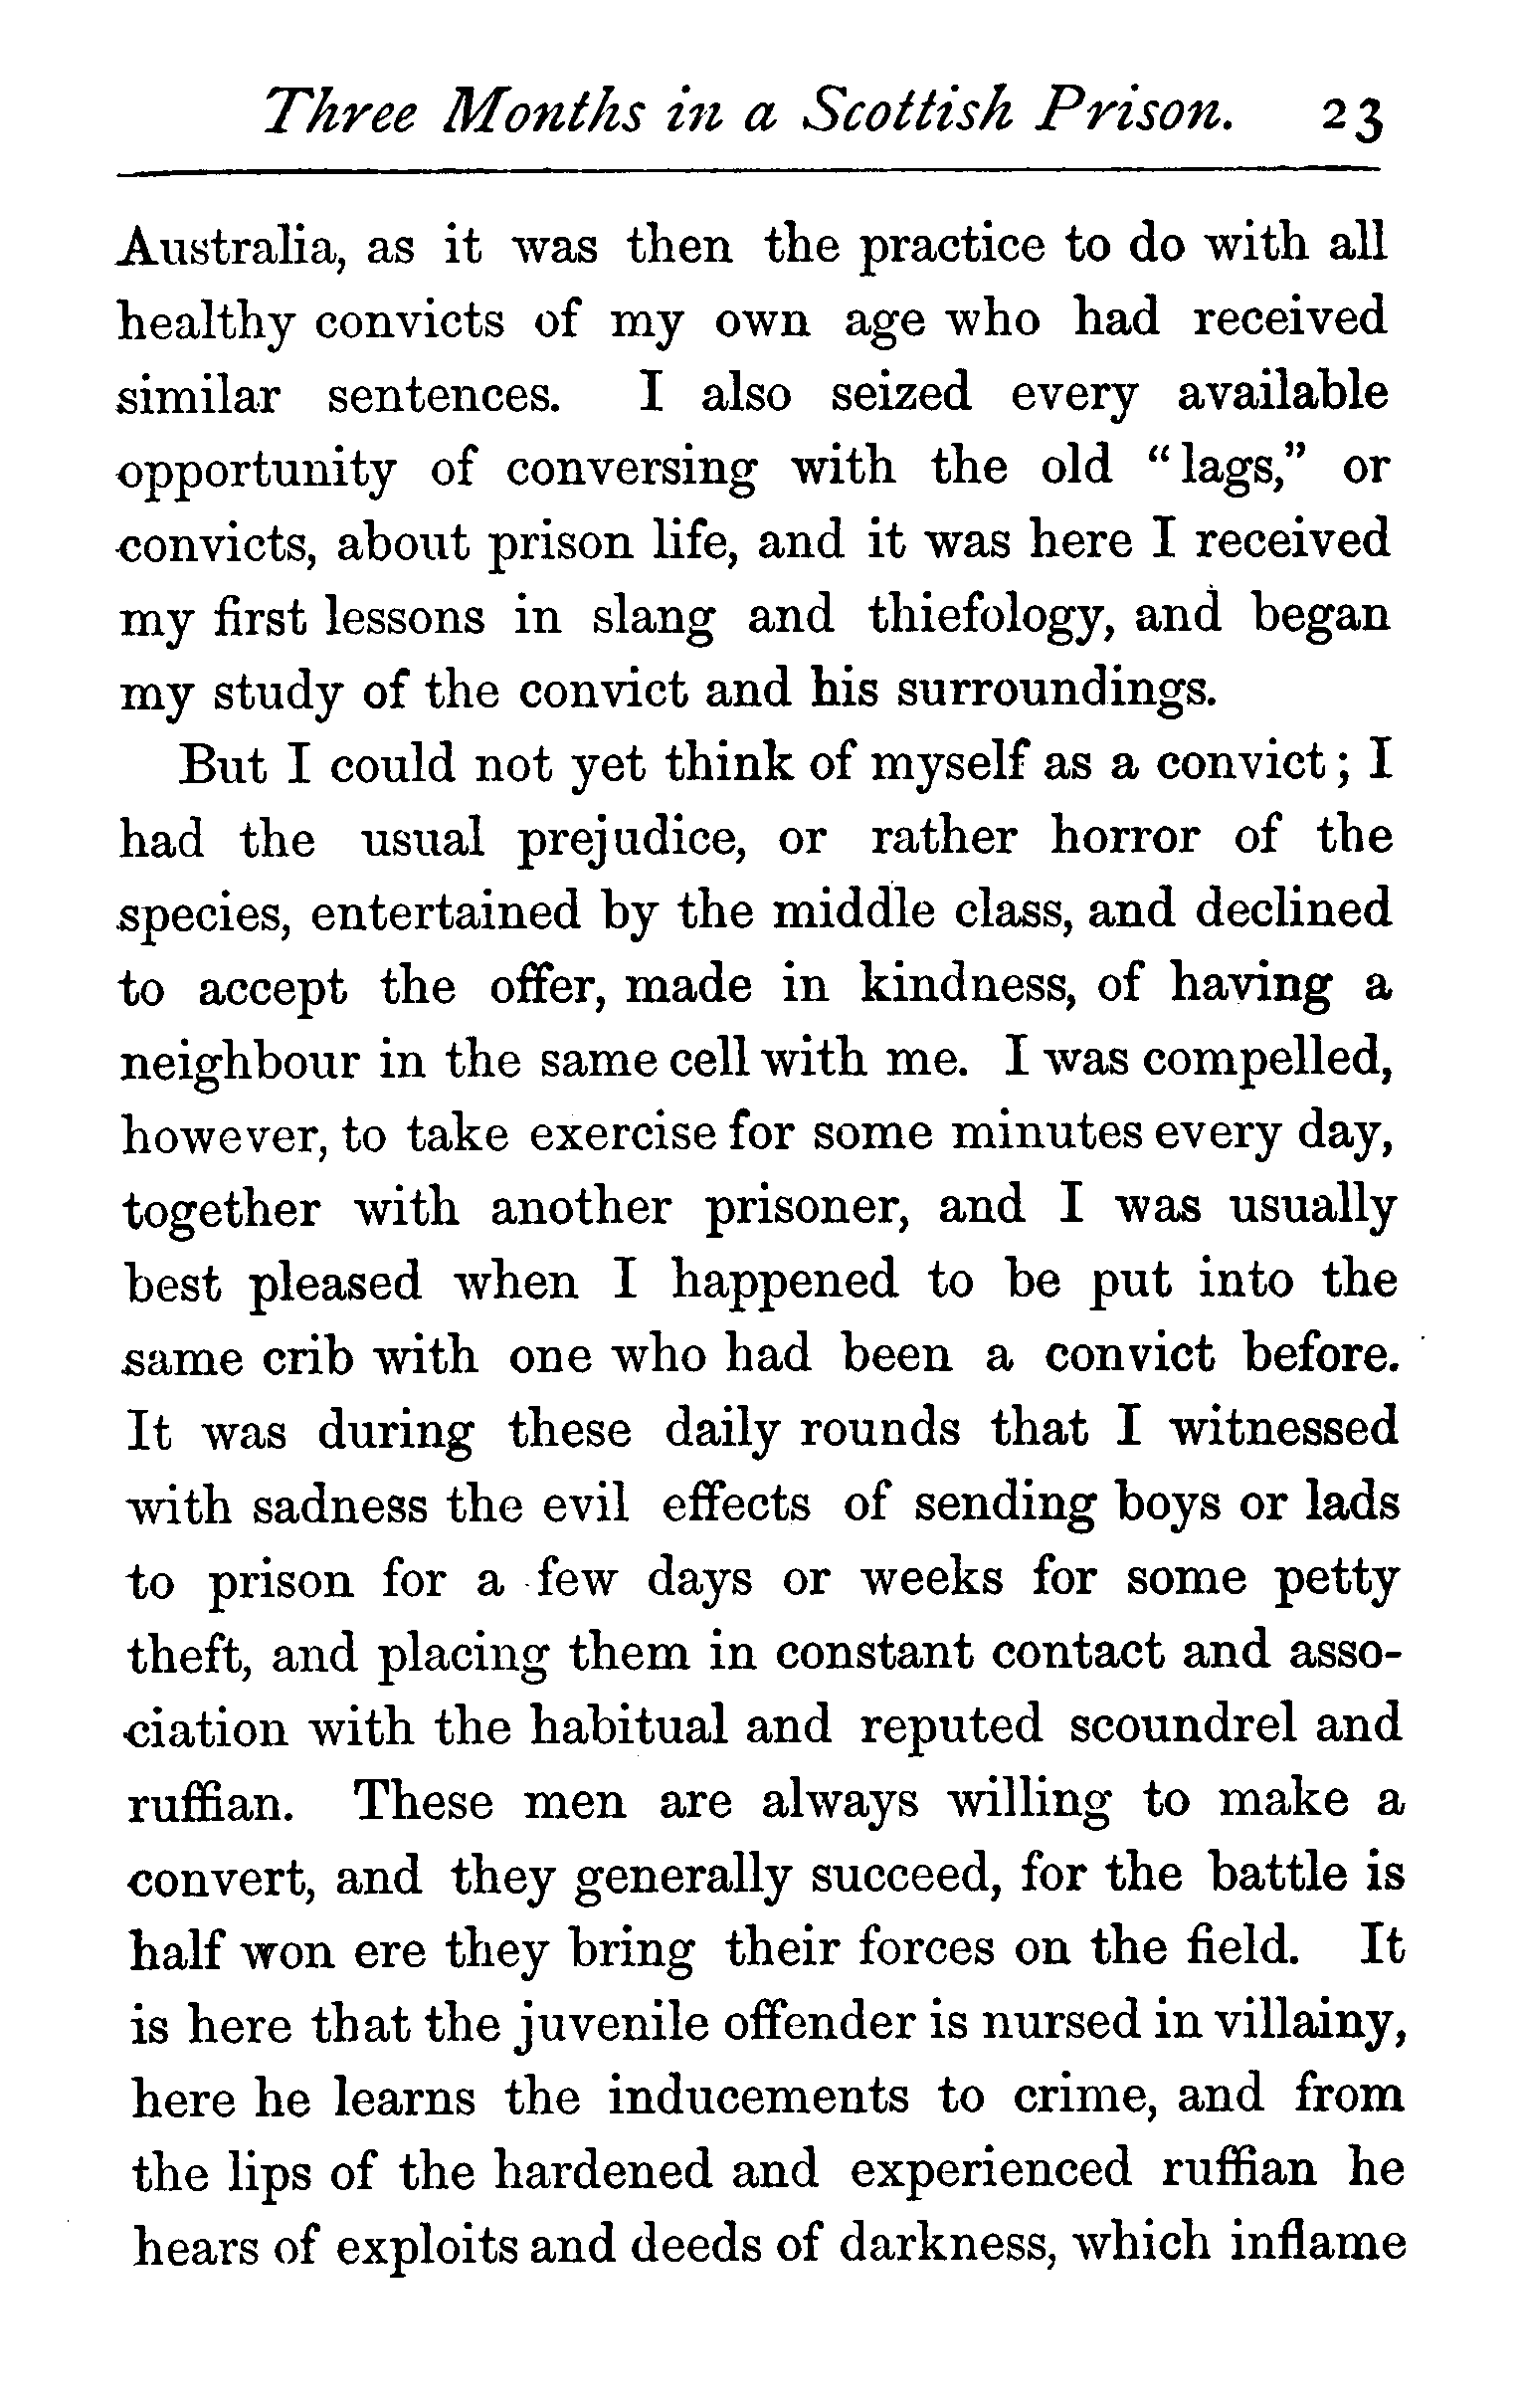 Three Months in a Scottish Prison. 23
Australia, as it was then the practice to do with all
healthy convicts of my own age who had received
similar sentences. I also seized every available
opportunity of conversing with the old “lags,” or
convicts, about prison life, and it was here I received
my first lessons in slang and thiefology, and began
my study of the convict and his surroundings.
But I could not yet think of myself as a convict; I
had the usual prejudice, or rather horror of the
species, entertained by the middle class, and declined
to accept the offer, made in kindness, of having a
neighbour in the same cell with me. I was compelled,
however, to take exercise for some minutes every day,
together with another prisoner, and I was usually
best pleased when I happened to be put into the
same crib with one who had been a convict before.
It was during these daily rounds that I witnessed
with sadness the evil effects of sending boys or lads
to prison for a few days or weeks for some petty
theft, and placing them in constant contact and asso-
ciation with the habitual and reputed scoundrel and
ruffian. These men are always willing to make a
convert, and they generally succeed, for the battle is
half won ere they bring their forces on the field. It
is here that the juvenile offender is nursed in villainy,
here he learns the inducements to crime, and from
the lips of the hardened and experienced ruffian he
hears of exploits and deeds of darkness, which inflame